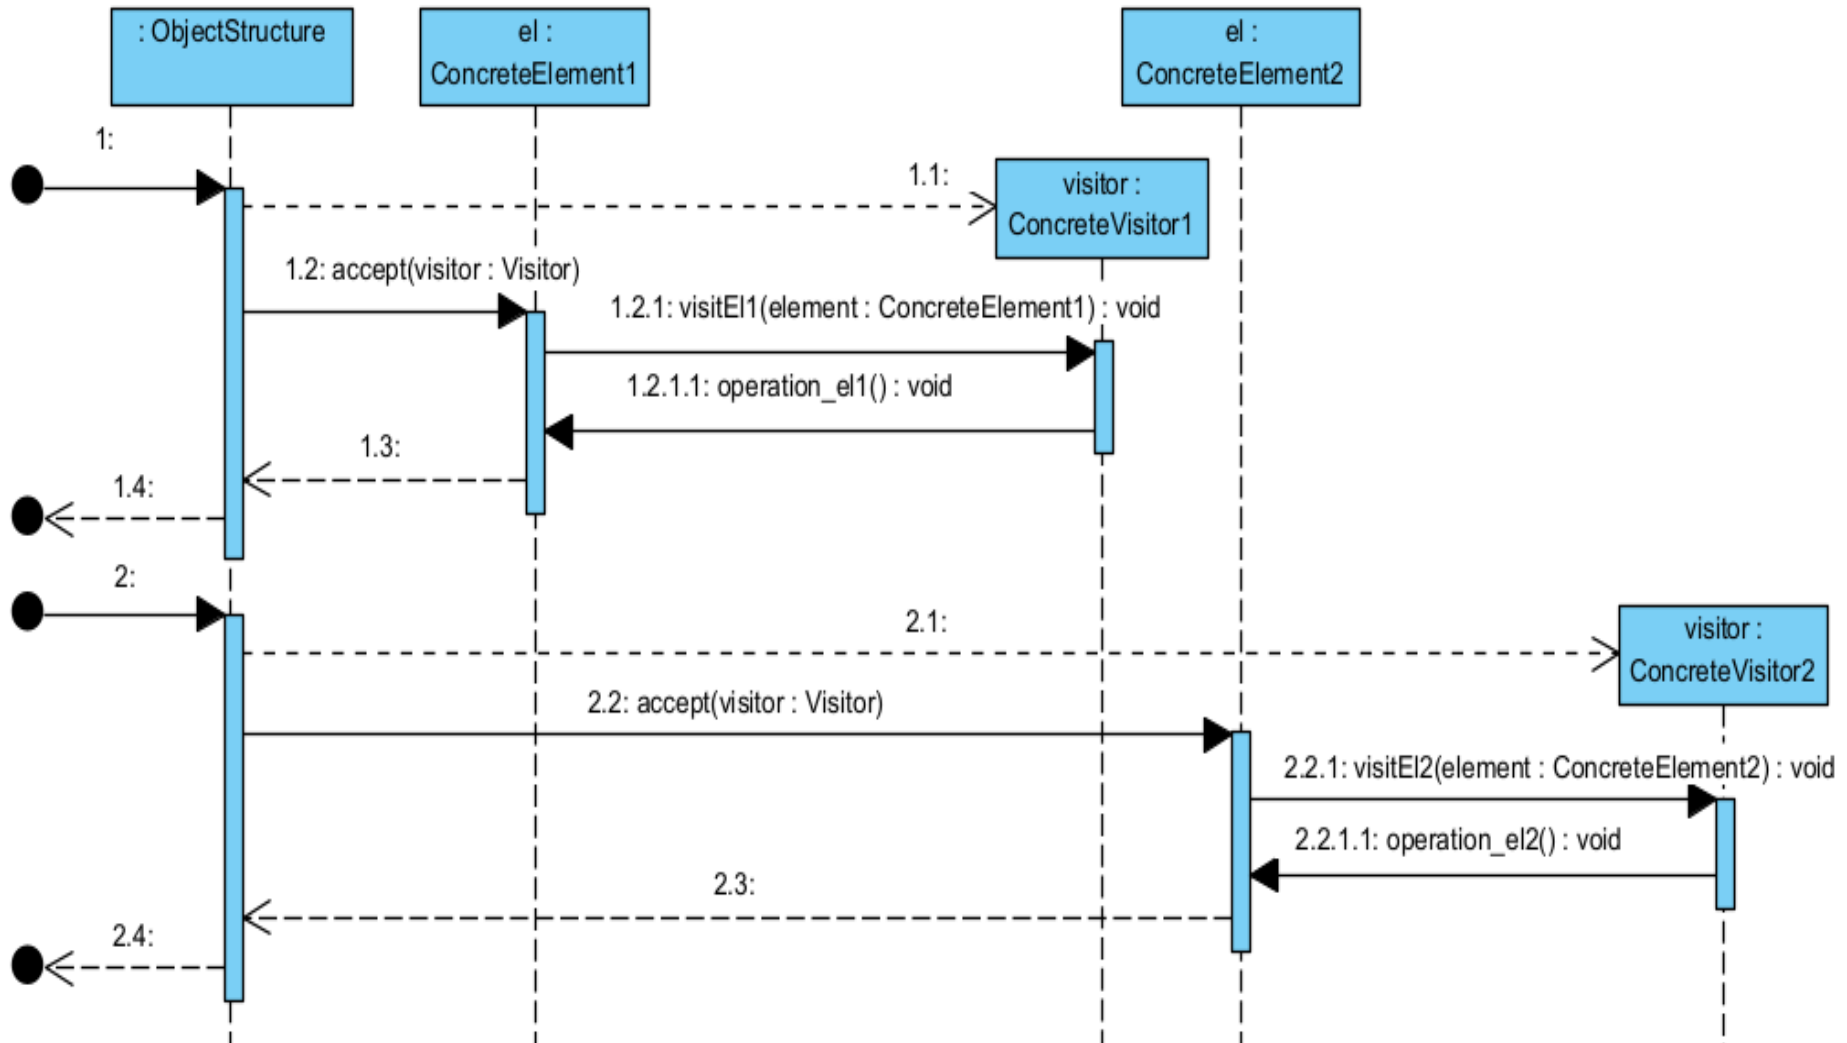 : ObjectStructure
el :
ConcreteElement1
el :
ConcreteElement2
1:
1.1:
visitor :
ConcreteVisitor1
1.2: accept(visitor : Visitor)
1.2.1: visitEl1(element : ConcreteElement1) : void
1.2.1.1: operation_el1() : void
1.3:
1.4:
2:
2.1:
visitor :
ConcreteVisitor2
2.2: accept(visitor : Visitor)
2.2.1: visitEl2(element : ConcreteElement2) : void
2.2.1.1: operation_el2() : void
2.3:
2.4: